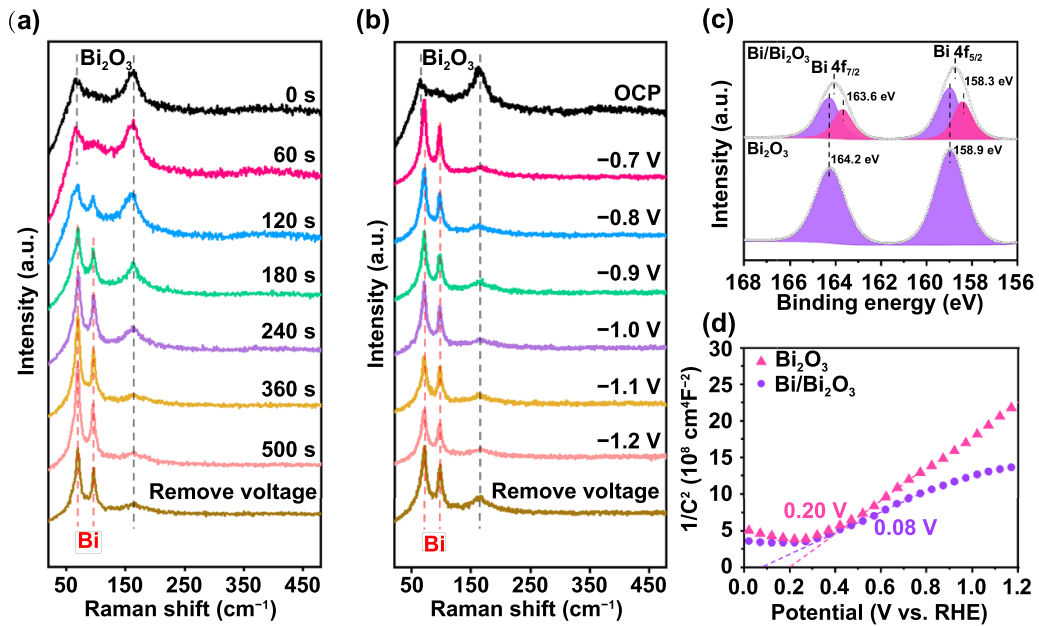 (a)
Bi₂O₃
0 s
60 s
120 s
180 s
240 s
360 s
500 s
Remove voltage
Bi
Intensity (a.u.)
50 150 250 350 450
Raman shift (cm⁻¹)
(b)
Bi₂O₃
OCP
−0.7 V
−0.8 V
−0.9 V
−1.0 V
−1.1 V
−1.2 V
Remove voltage
Bi
Intensity (a.u.)
50 150 250 350 450
Raman shift (cm⁻¹)
(c)
Bi/Bi₂O₃
Bi 4f₇/₂
Bi 4f₅/₂
163.6 eV
158.3 eV
Bi₂O₃
164.2 eV
158.9 eV
Intensity (a.u.)
168 166 164 162 160 158 156
Binding energy (eV)
(d)
Bi₂O₃
Bi/Bi₂O₃
0.20 V
0.08 V
1/C² (10⁸ cm⁴F⁻²)
30
25
20
15
10
5
0
0.0 0.2 0.4 0.6 0.8 1.0 1.2
Potential (V vs. RHE)